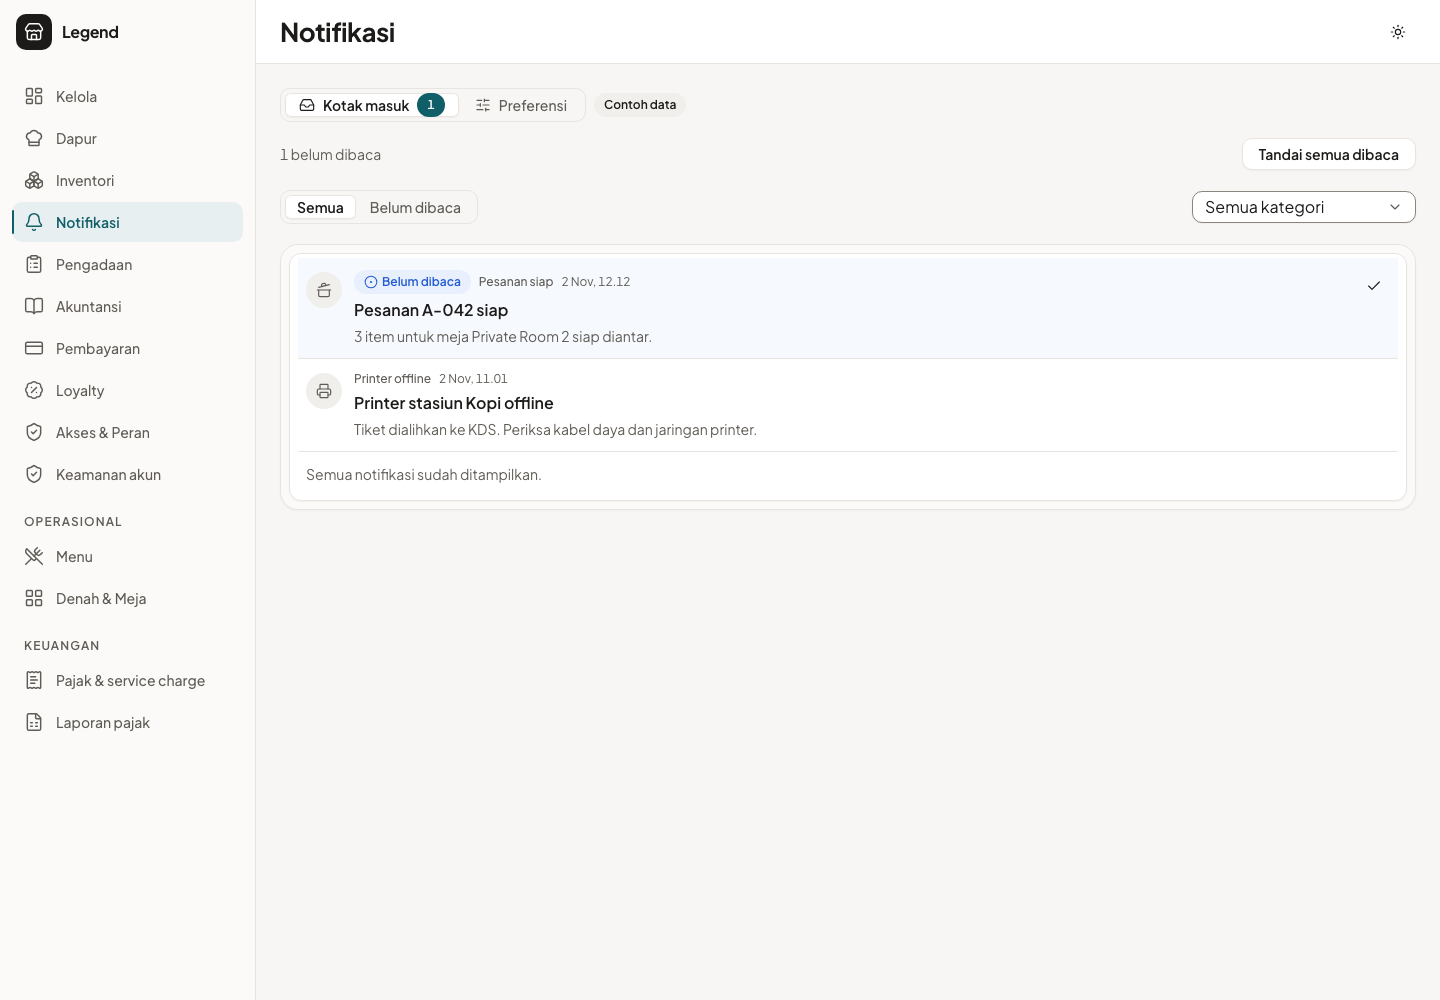 Legend
Notifikasi
Kelola
Dapur
Inventori
Notifikasi
Pengadaan
Akuntansi
Pembayaran
Loyalty
Akses & Peran
Keamanan akun
OPERASIONAL
Menu
Denah & Meja
KEUANGAN
Pajak & service charge
Laporan pajak
Kotak masuk 1 Preferensi Contoh data
1 belum dibaca Tandai semua dibaca
Semua Belum dibaca Semua kategori
Belum dibaca Pesanan siap 2 Nov, 12.12
Pesanan A-042 siap
3 item untuk meja Private Room 2 siap diantar.
Printer offline 2 Nov, 11.01
Printer stasiun Kopi offline
Tiket dialihkan ke KDS. Periksa kabel daya dan jaringan printer.
Semua notifikasi sudah ditampilkan.